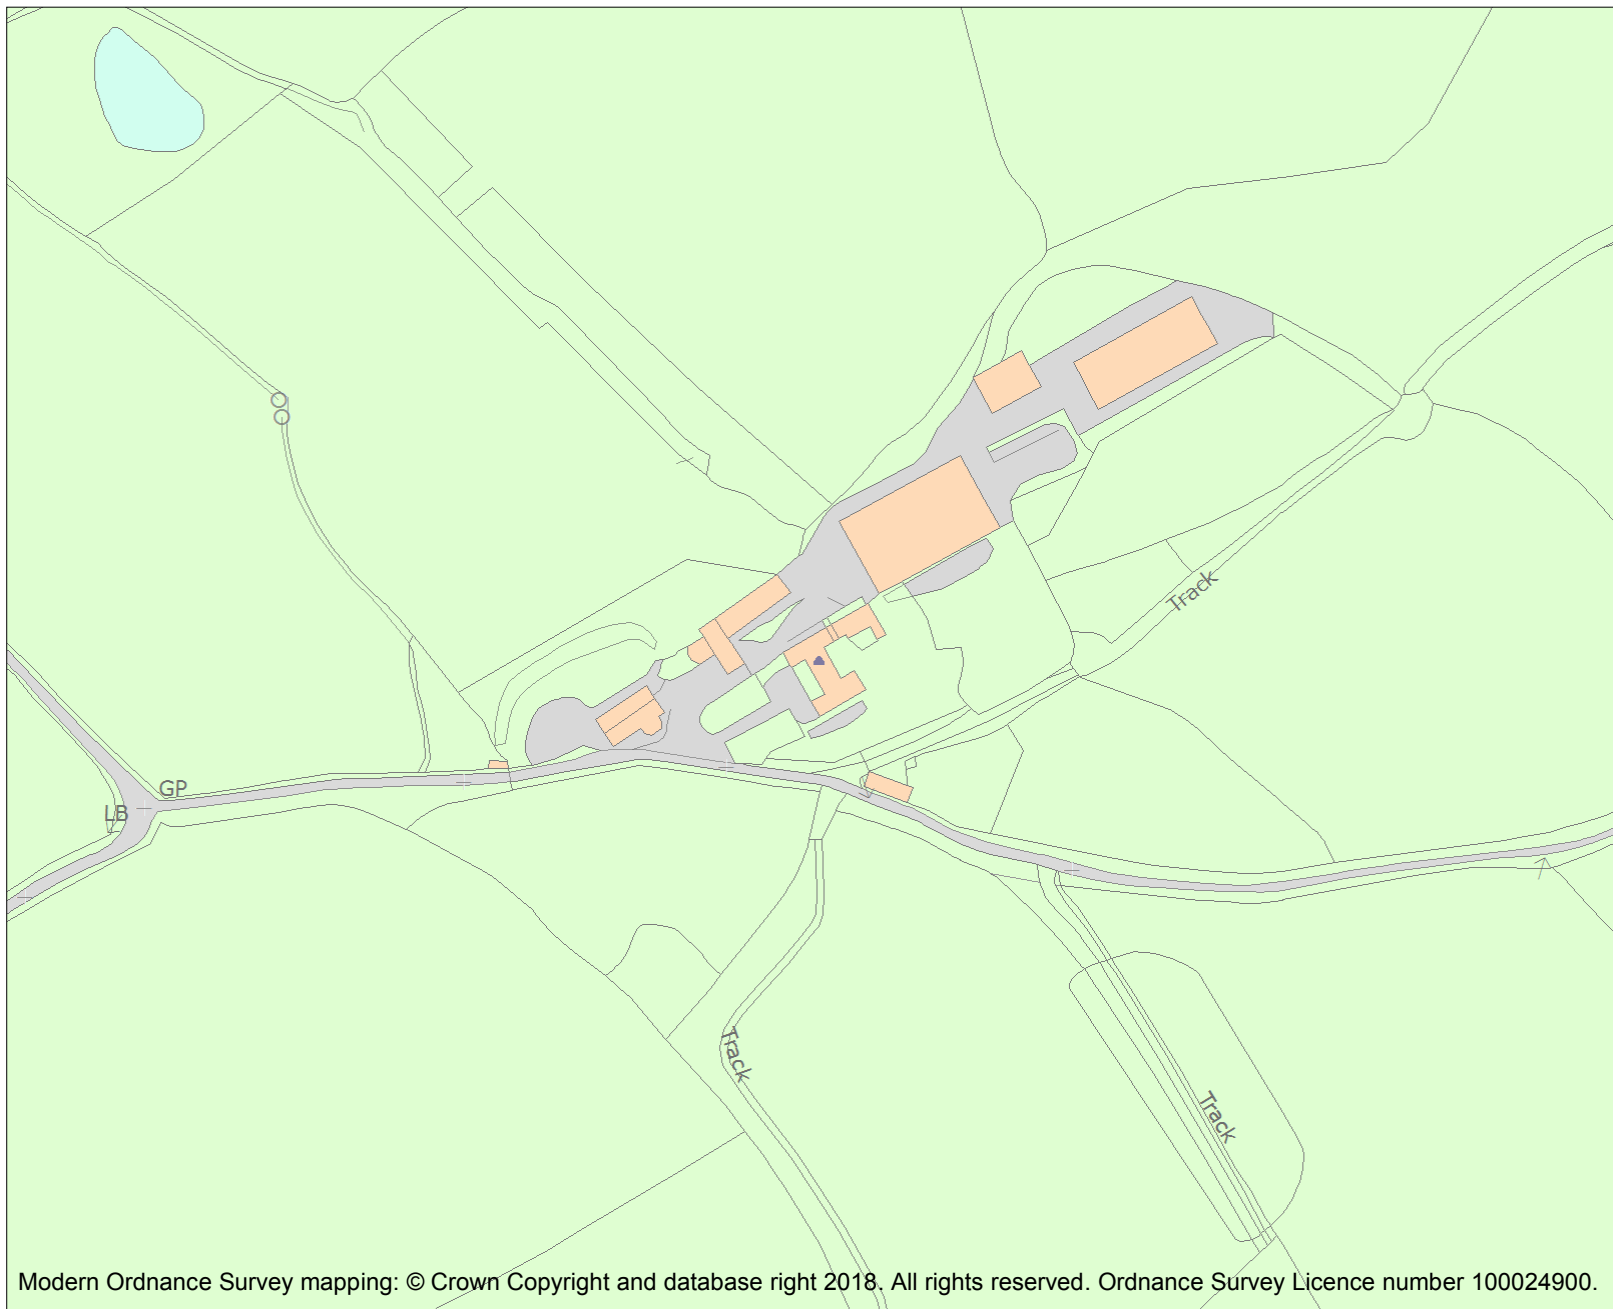 Track
GP
LB
Track
Track
Modern Ordnance Survey mapping: © Crown Copyright and database right 2018. All rights reserved. Ordnance Survey Licence number 100024900.